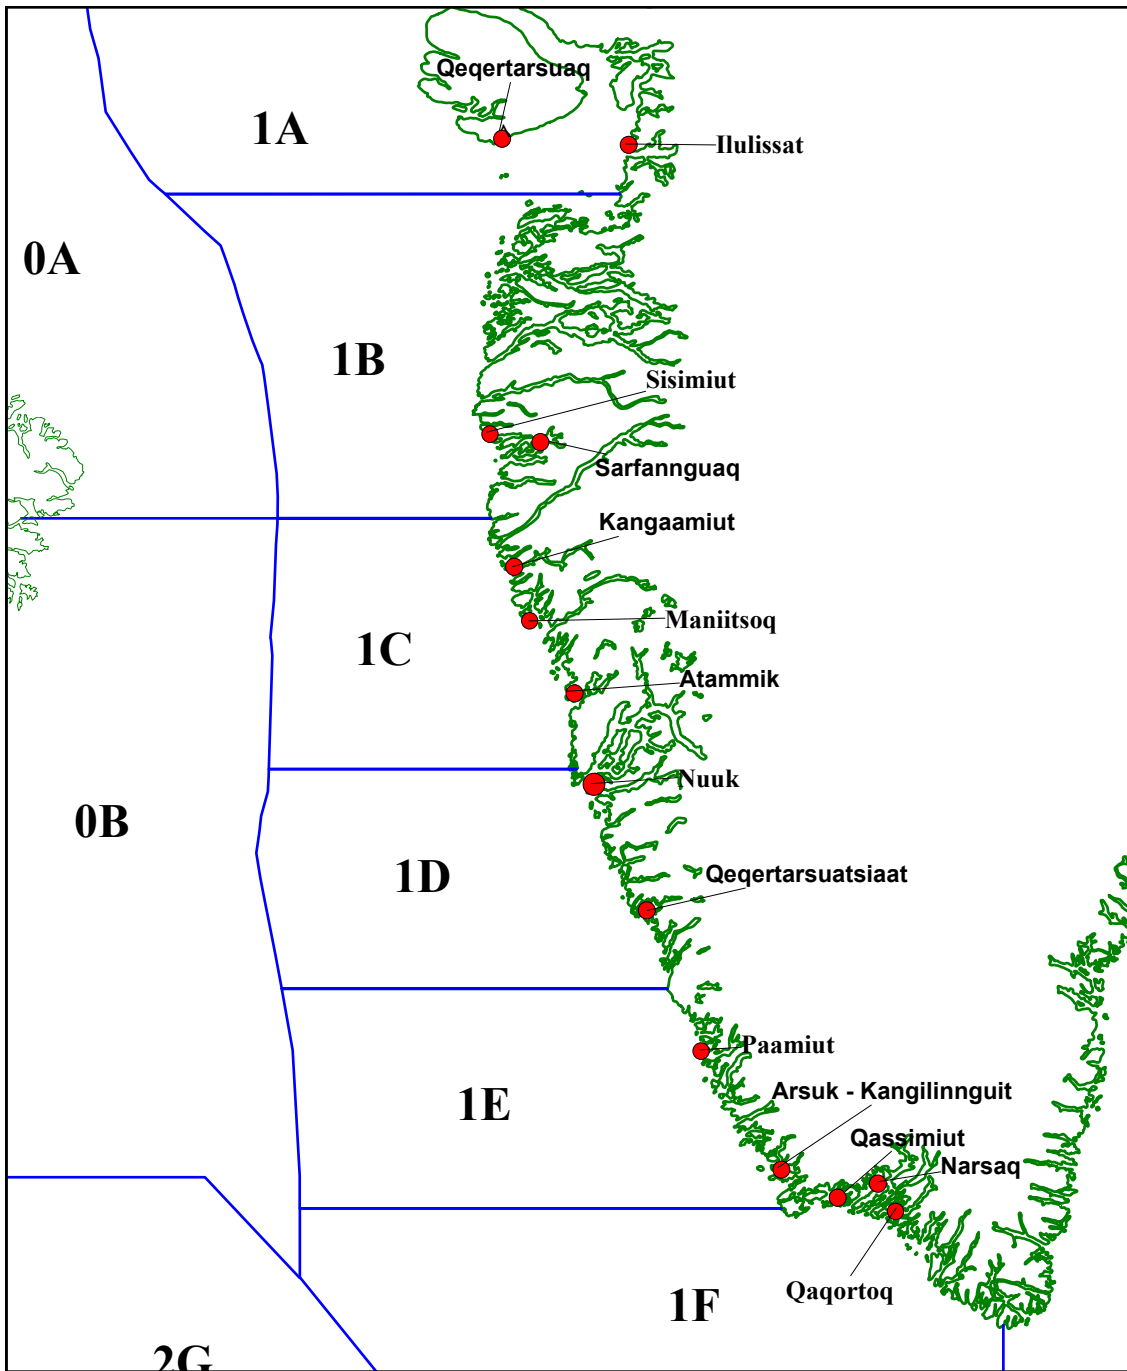 Qeqertarsuaq
1A
Ilulissat
0A
1B
Sisimiut
Sarfannguaq
Kangaamiut
Maniitsoq
1C
Atammik
Nuuk
0B
1D
Qeqertarsuatsiaat
Paamiut
1E
Arsuk - Kangilinnguit
Qassimiut
Narsaq
Qaqortoq
1F
2G